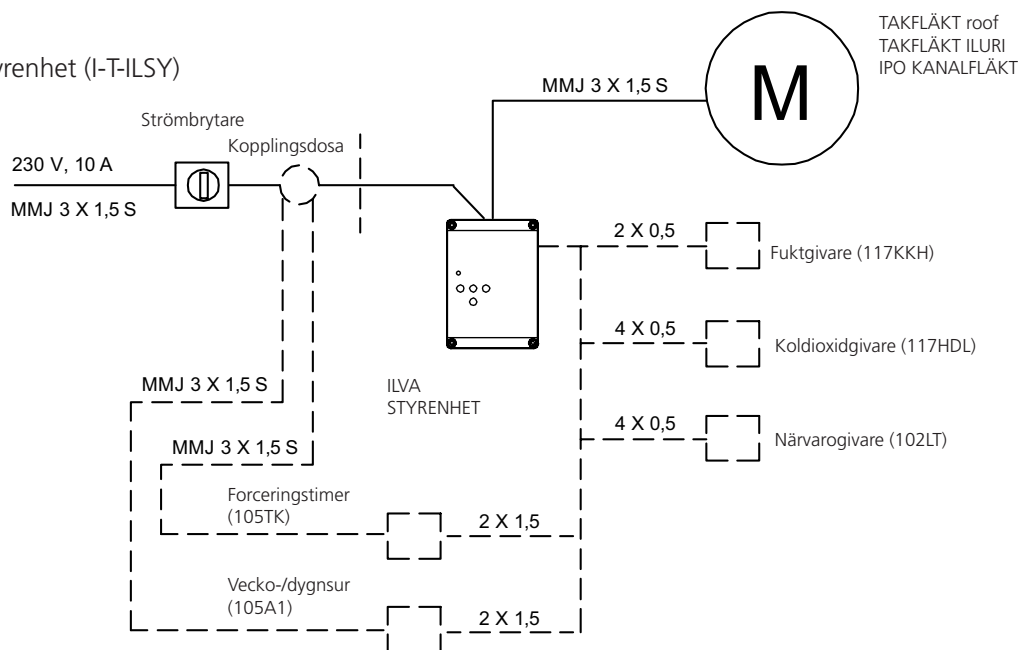 yrenhet (I-T-ILSY)
TAKFLÄKT roof
TAKFLÄKT ILURI
IPO KANALFLÄKT
M
MMJ 3 X 1,5 S
Strömbrytare
Kopplingsdosa
230 V, 10 A
MMJ 3 X 1,5 S
2 X 0,5
Fuktgivare (117KKH)
4 X 0,5
Koldioxidgivare (117HDL)
ILVA
STYRENHET
MMJ 3 X 1,5 S
4 X 0,5
Närvarogivare (102LT)
MMJ 3 X 1,5 S
Forceringstimer
(105TK)
2 X 1,5
Vecko-/dygnsur
(105A1)
2 X 1,5